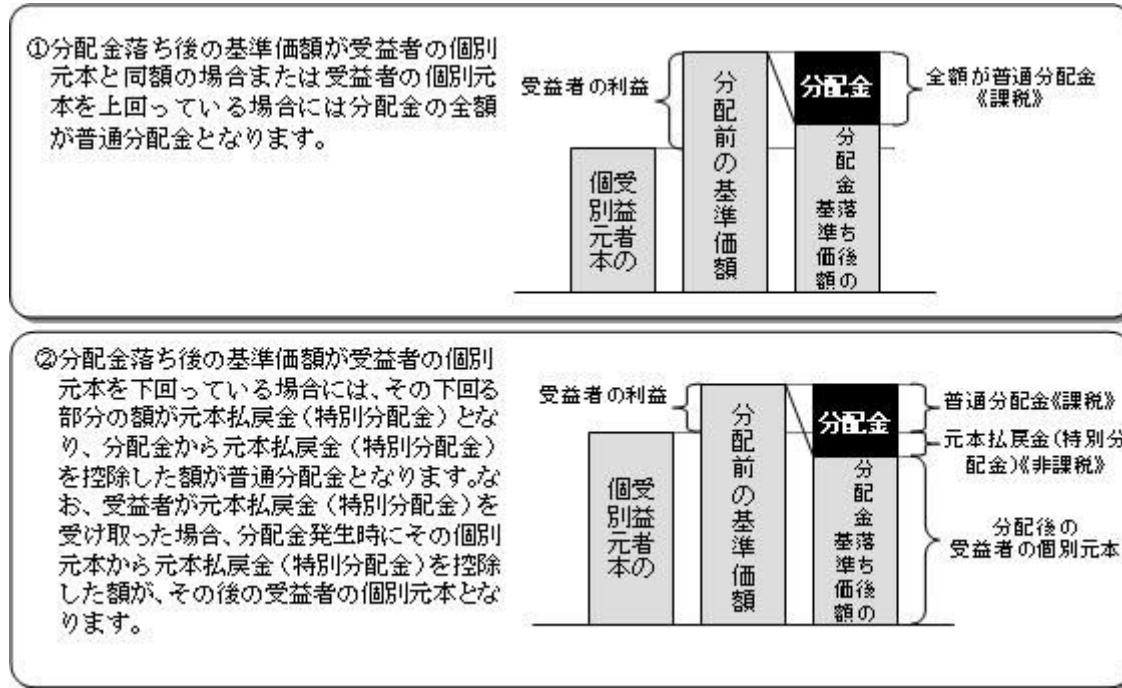 ①分配金落ち後の基準価額が受益者の個別
元本と同額の場合または受益者の個別元
本を上回っている場合には分配金の全額
が普通分配金となります。
受益者の利益
受益者の
個別元本
分配前の基準価額
分配金
分配金落ち後の
基準価額
全額が普通分配金
《課税》
②分配金落ち後の基準価額が受益者の個別
元本を下回っている場合には、その下回る
部分の額が元本払戻金(特別分配金)とな
り、分配金から元本払戻金(特別分配金)
を控除した額が普通分配金となります。な
お、受益者が元本払戻金(特別分配金)を
受け取った場合、分配金発生時にその個別
元本から元本払戻金(特別分配金)を控除
した額が、その後の受益者の個別元本とな
ります。
受益者の利益
受益者の
個別元本
分配前の基準価額
分配金
分配金落ち後の
基準価額
普通分配金《課税》
元本払戻金(特別分
配金)《非課税》
分配後の
受益者の個別元本